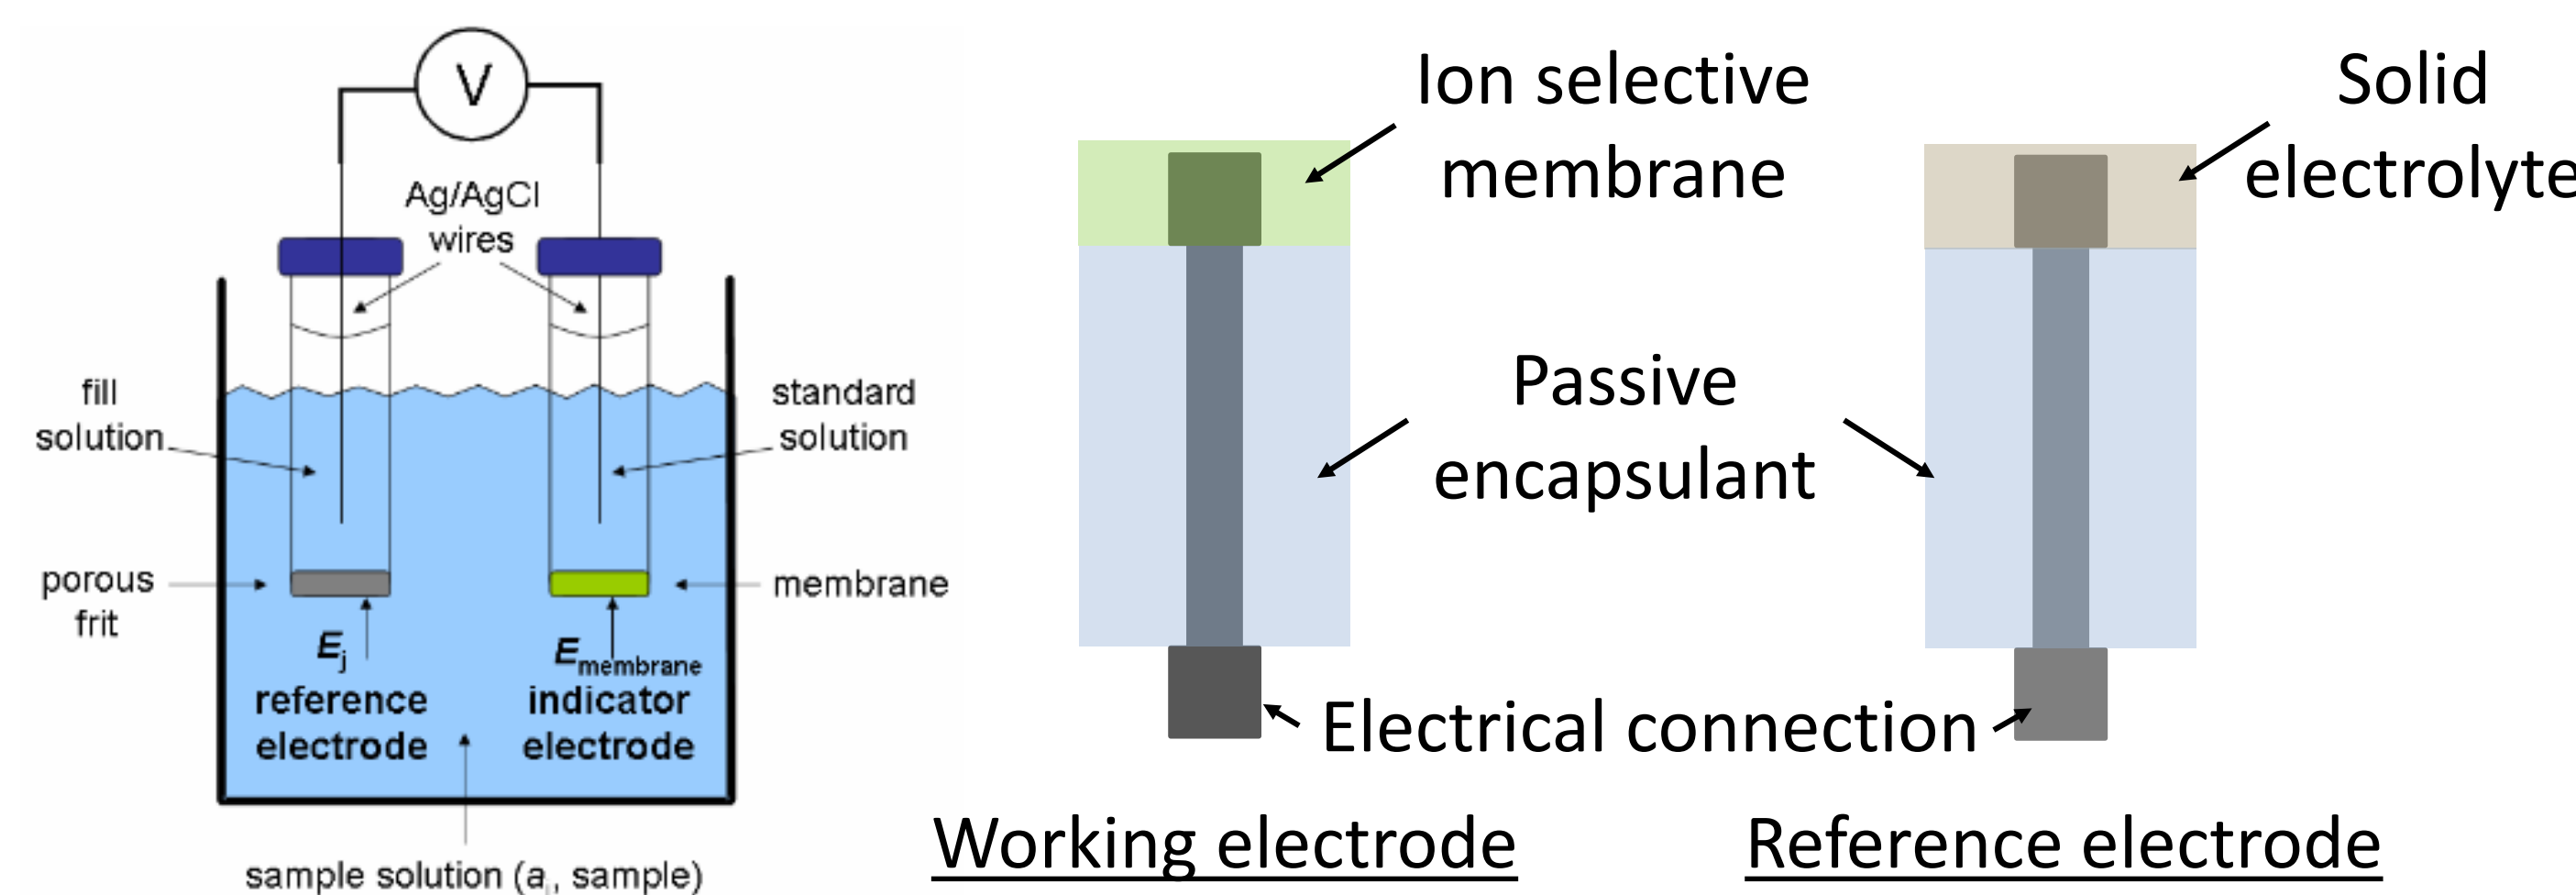 V
Ag/AgCl
wires
fill
solution
standard
solution
porous
frit
membrane
Ej
reference
electrode
Emembrane
indicator
electrode
sample solution (ai, sample)
Ion selective
membrane
Solid
electrolyte
Passive
encapsulant
Electrical connection
Working electrode
Reference electrode